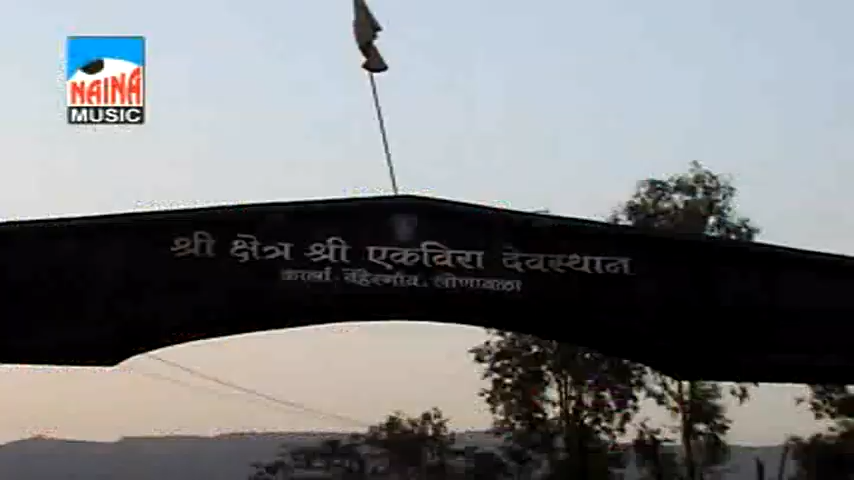 NAINA
MUSIC
श्री क्षेत्र श्री एकविरा देवस्थान
कार्ला, वेहेरगाँव, लोणावळा